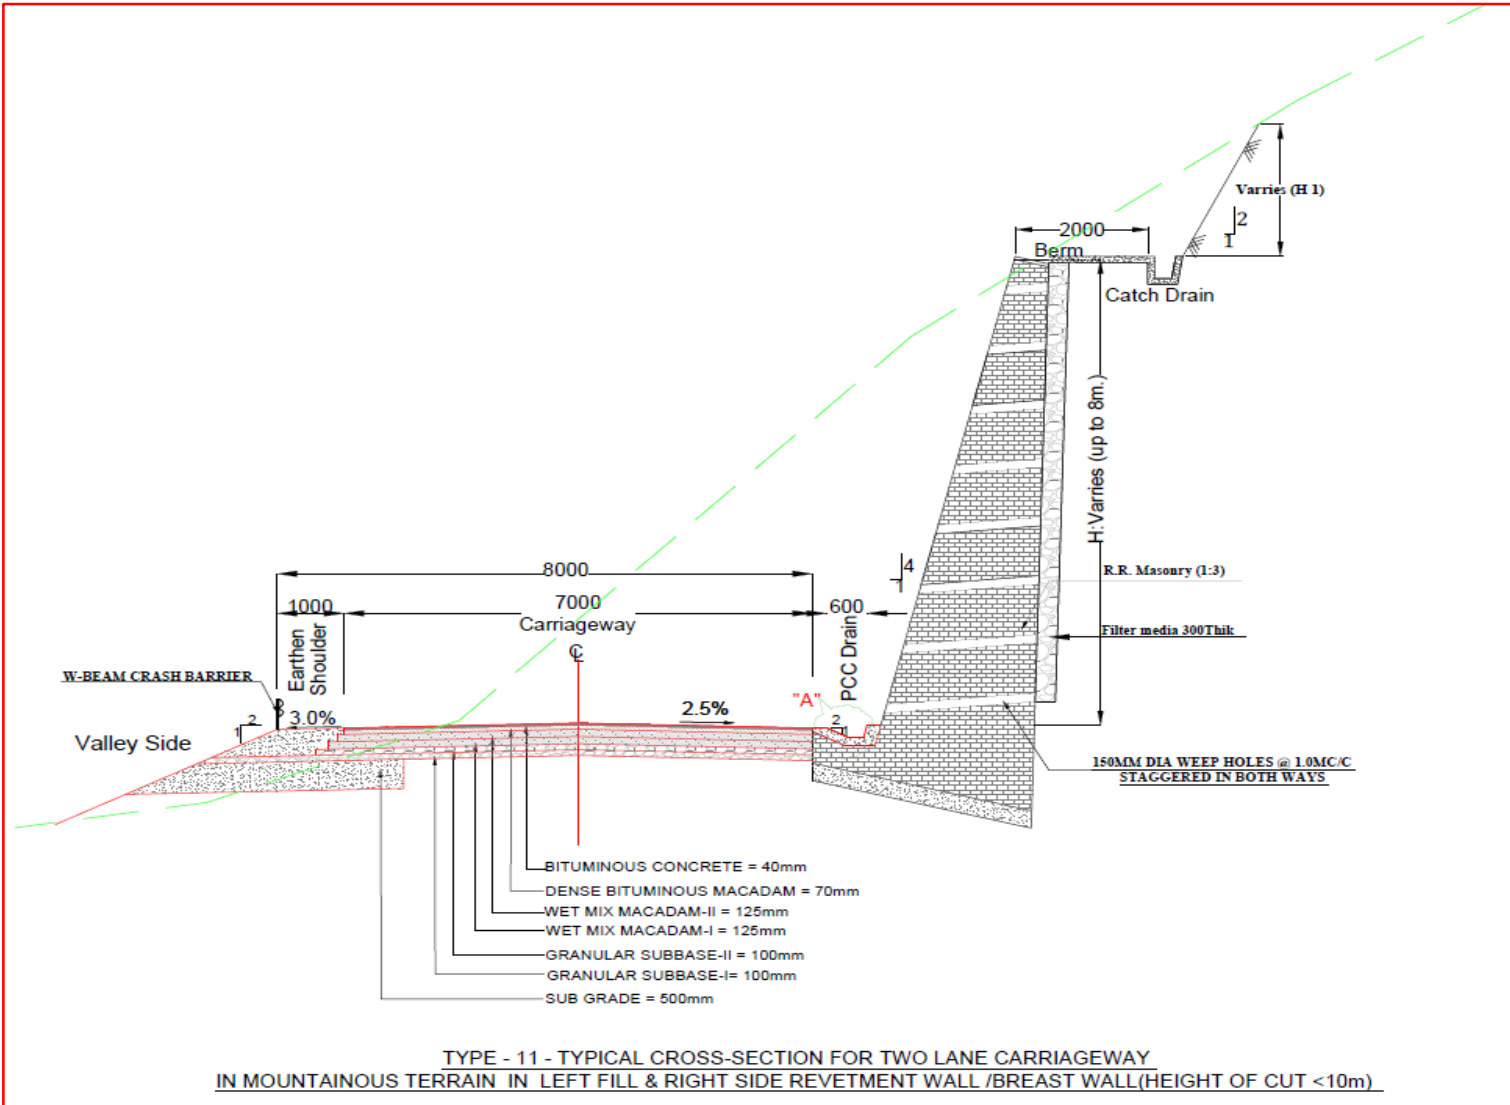 Varries (H 1)
2
1
2000
Berm
Catch Drain
H:Varries (up to 8m.)
4
1
R.R. Masonry (1:3)
8000
1000
7000
600
Carriageway
Earthen
Shoulder
PCC Drain
Filter media 300Thik
W-BEAM CRASH BARRIER
"A"
2.5%
3.0%
2
1
2
1
Valley Side
150MM DIA WEEP HOLES @ 1.0MC/C
STAGGERED IN BOTH WAYS
BITUMINOUS CONCRETE = 40mm
DENSE BITUMINOUS MACADAM = 70mm
WET MIX MACADAM-II = 125mm
WET MIX MACADAM-I = 125mm
GRANULAR SUBBASE-II = 100mm
GRANULAR SUBBASE-I= 100mm
SUB GRADE = 500mm
TYPE - 11 - TYPICAL CROSS-SECTION FOR TWO LANE CARRIAGEWAY
IN MOUNTAINOUS TERRAIN IN LEFT FILL & RIGHT SIDE REVETMENT WALL /BREAST WALL(HEIGHT OF CUT <10m)